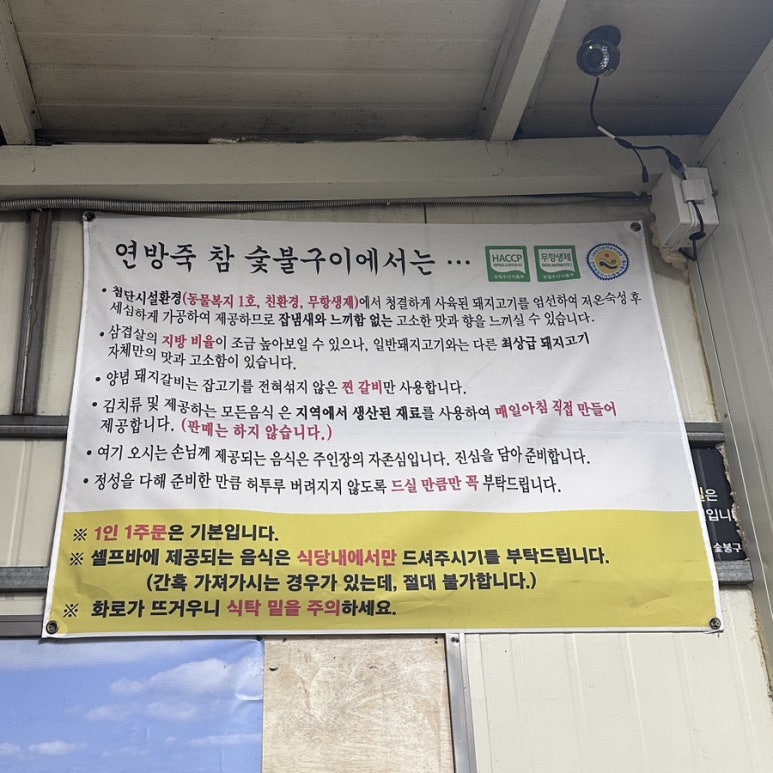 연방죽 참 숯불구이에서는 ···
HACCP
무항생제
• 첨단시설환경(동물복지 1호, 친환경, 무항생제)에서 청결하게 사육된 돼지고기를 엄선하여 저온숙성 후
세심하게 가공하여 제공하므로 잡냄새와 느끼함 없는 고소한 맛과 향을 느끼실 수 있습니다.
• 삼겹살의 지방 비율이 조금 높아보일 수 있으나, 일반돼지고기와는 다른 최상급 돼지고기
자체만의 맛과 고소함이 있습니다.
• 양념 돼지갈비는 잡고기를 전혀섞지 않은 찐 갈비만 사용합니다.
• 김치류 및 제공하는 모든음식 은 지역에서 생산된 재료를 사용하여 매일아침 직접 만들어
제공합니다. (판매는 하지 않습니다.)
• 여기 오시는 손님께 제공되는 음식은 주인장의 자존심입니다. 진심을 담아 준비합니다.
• 정성을 다해 준비한 만큼 허투루 버려지지 않도록 드실 만큼만 꼭 부탁드립니다.
※ 1인 1주문은 기본입니다.
※ 셀프바에 제공되는 음식은 식당내에서만 드셔주시기를 부탁드립니다.
(간혹 가져가시는 경우가 있는데, 절대 불가합니다.)
※ 화로가 뜨거우니 식탁 밑을 주의하세요.
은
입니다
숯불구